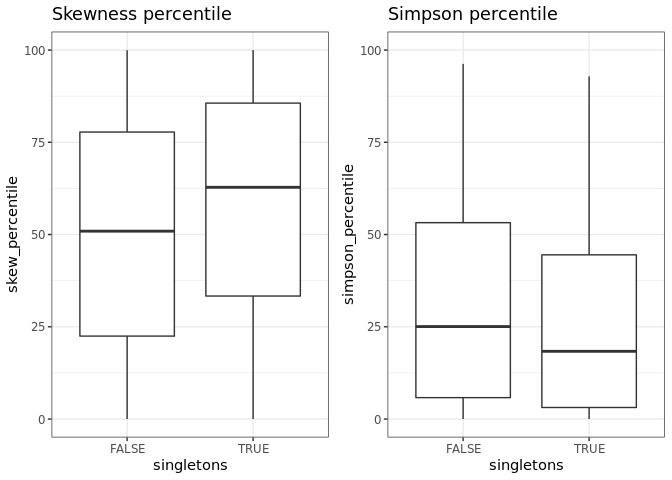 Skewness percentile
skew_percentile
100
75
50
25
0
FALSE
TRUE
singletons
Simpson percentile
simpson_percentile
100
75
50
25
0
FALSE
TRUE
singletons